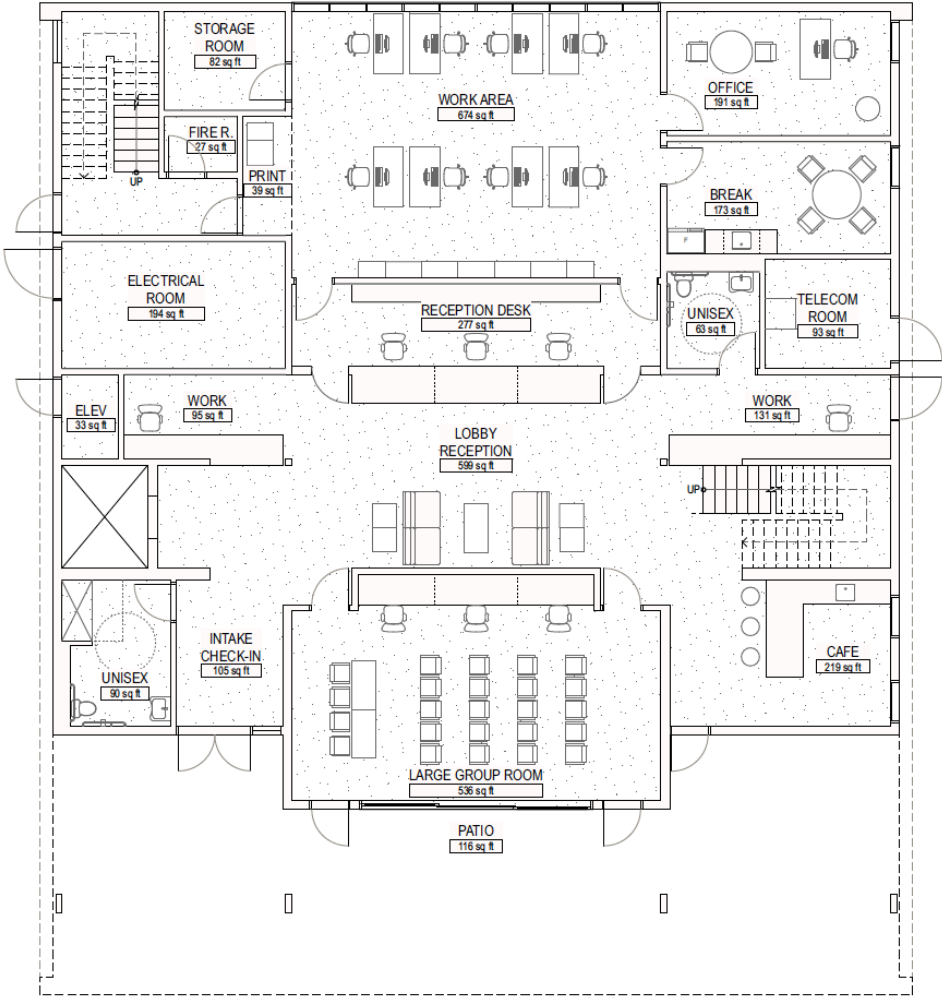 STORAGE
ROOM
82 sq ft
WORK AREA
674 sq ft
OFFICE
191 sq ft
FIRE R.
27 sq ft
UP
PRINT
39 sq ft
BREAK
173 sq ft
F
ELECTRICAL
ROOM
194 sq ft
RECEPTION DESK
277 sq ft
UNISEX
63 sq ft
TELECOM
ROOM
93 sq ft
ELEV
33 sq ft
WORK
95 sq ft
LOBBY
RECEPTION
599 sq ft
WORK
131 sq ft
UP
INTAKE
CHECK-IN
105 sq ft
UNISEX
90 sq ft
CAFE
219 sq ft
LARGE GROUP ROOM
536 sq ft
PATIO
116 sq ft